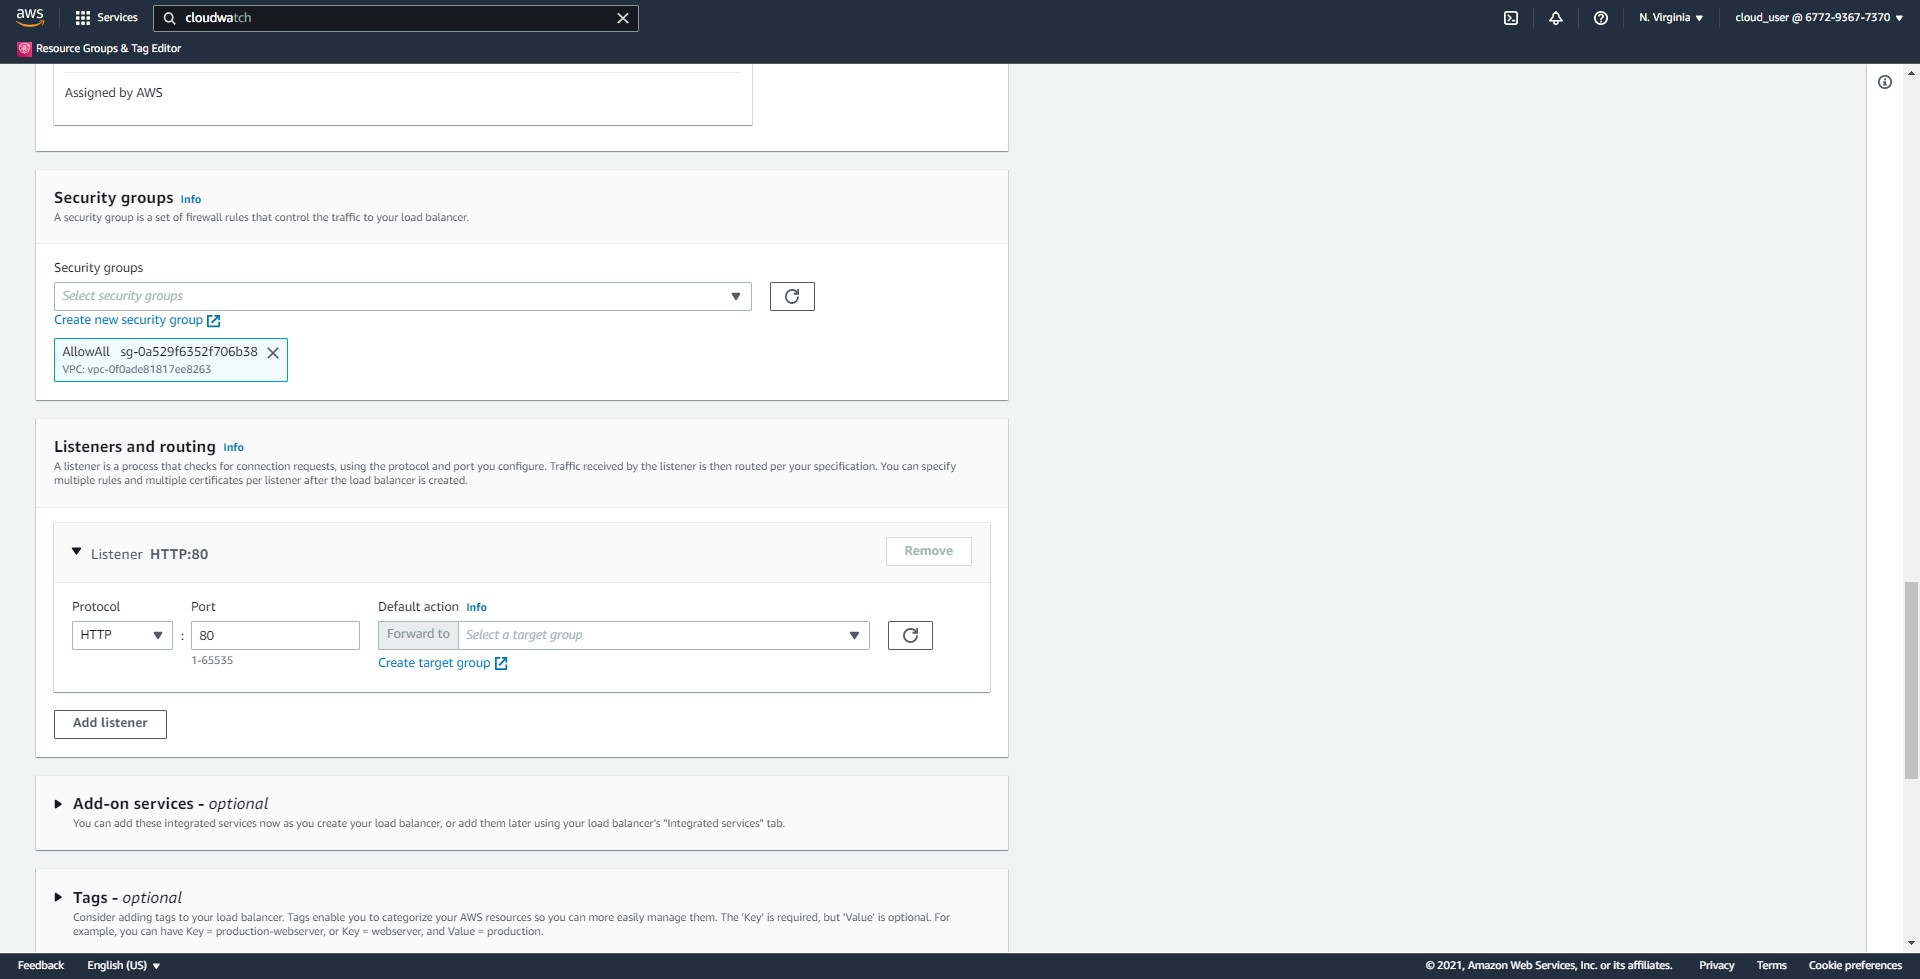 aws
Services
cloudwatch
N. Virginia
cloud_user @ 6772-9367-7370
Resource Groups & Tag Editor
Assigned by AWS
Security groups Info
A security group is a set of firewall rules that control the traffic to your load balancer.
Security groups
Select security groups
Create new security group
AllowAll sg-0a529f6352f706b38
VPC: vpc-0f0ade81817ee8263
Listeners and routing Info
A listener is a process that checks for connection requests, using the protocol and port you configure. Traffic received by the listener is then routed per your specification. You can specify
multiple rules and multiple certificates per listener after the load balancer is created.
Listener HTTP:80
Remove
Protocol Port Default action Info
HTTP : 80 Forward to Select a target group
1-65535
Create target group
Add listener
Add-on services - optional
You can add these integrated services now as you create your load balancer, or add them later using your load balancer's "Integrated services" tab.
Tags - optional
Consider adding tags to your load balancer. Tags enable you to categorize your AWS resources so you can more easily manage them. The 'Key' is required, but 'Value' is optional. For
example, you can have Key = production-webserver, or Key = webserver, and Value = production.
Feedback English (US) © 2021, Amazon Web Services, Inc. or its affiliates. Privacy Terms Cookie preferences